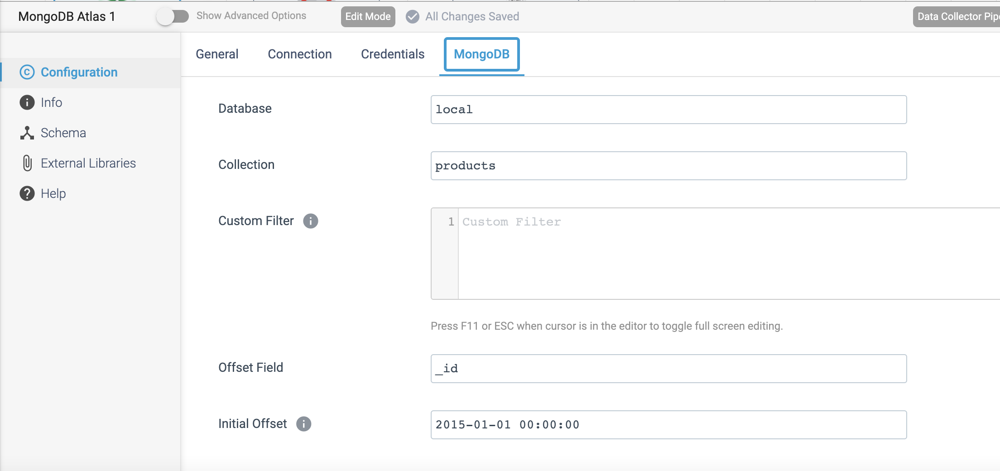 MongoDB Atlas 1
Show Advanced Options
Edit Mode
All Changes Saved
Data Collector
General
Connection
Credentials
MongoDB
Configuration
Info
Schema
External Libraries
Help
Database
local
Collection
products
Custom Filter
1
Custom Filter
Press F11 or ESC when cursor is in the editor to toggle full screen editing.
Offset Field
_id
Initial Offset
2015-01-01 00:00:00